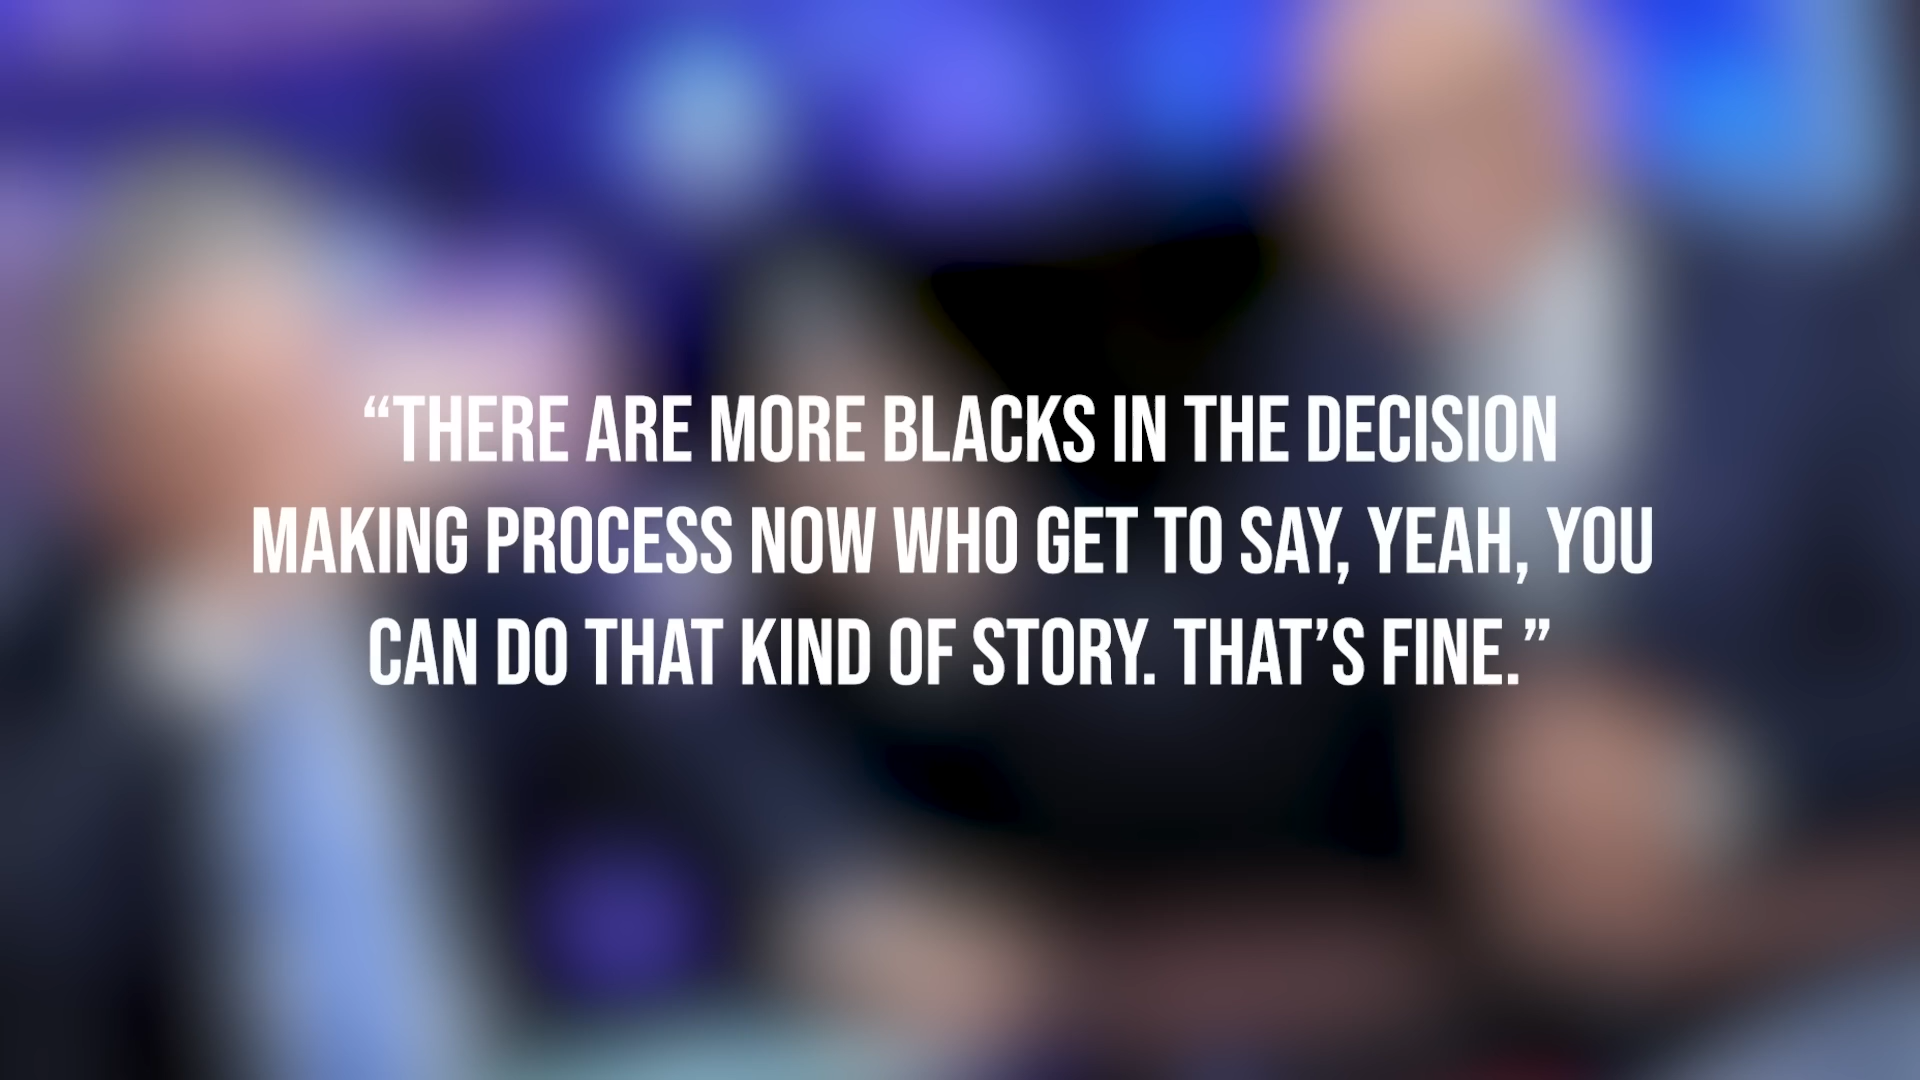 “THERE ARE MORE BLACKS IN THE DECISION
MAKING PROCESS NOW WHO GET TO SAY, YEAH, YOU
CAN DO THAT KIND OF STORY. THAT’S FINE.”